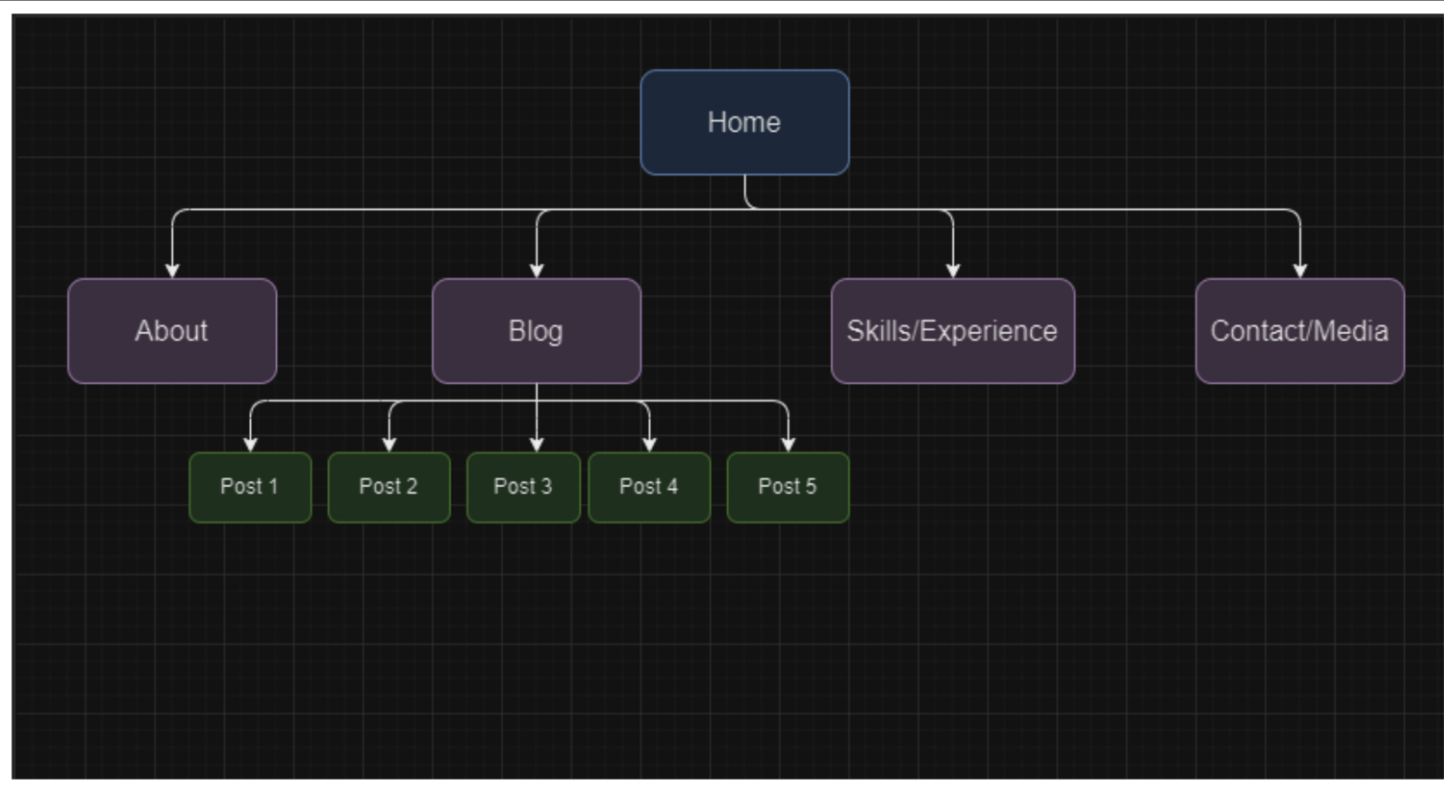 Home
About
Blog
Skills/Experience
Contact/Media
Post 1
Post 2
Post 3
Post 4
Post 5